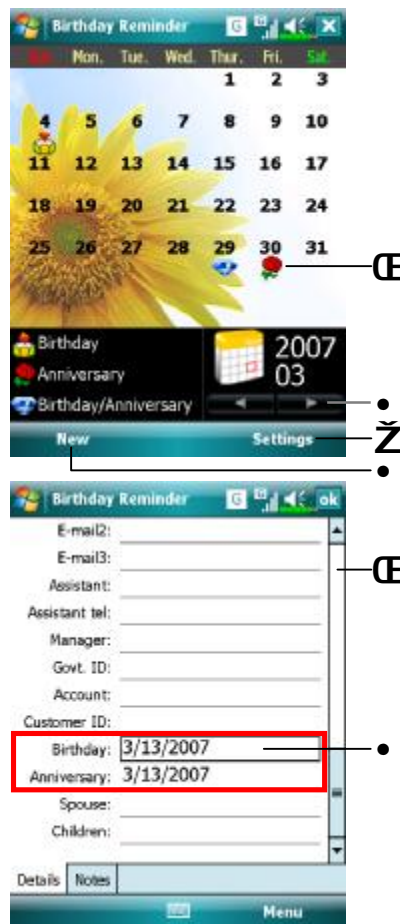 Birthday Reminder G
Sun. Mon. Tue. Wed. Thur. Fri. Sat.
1 2 3
4 5 6 7 8 9 10
11 12 13 14 15 16 17
18 19 20 21 22 23 24
25 26 27 28 29 30 31
Œ
Birthday
Anniversary
Birthday/Anniversary
2007
03
•
New Settings
Ž
•
Birthday Reminder G ok
E-mail2:
Œ
E-mail3:
Assistant:
Assistant tel:
Manager:
Govt. ID:
Account:
Customer ID:
Birthday: 3/13/2007
•
Anniversary: 3/13/2007
Spouse:
Children:
Details Notes
Menu